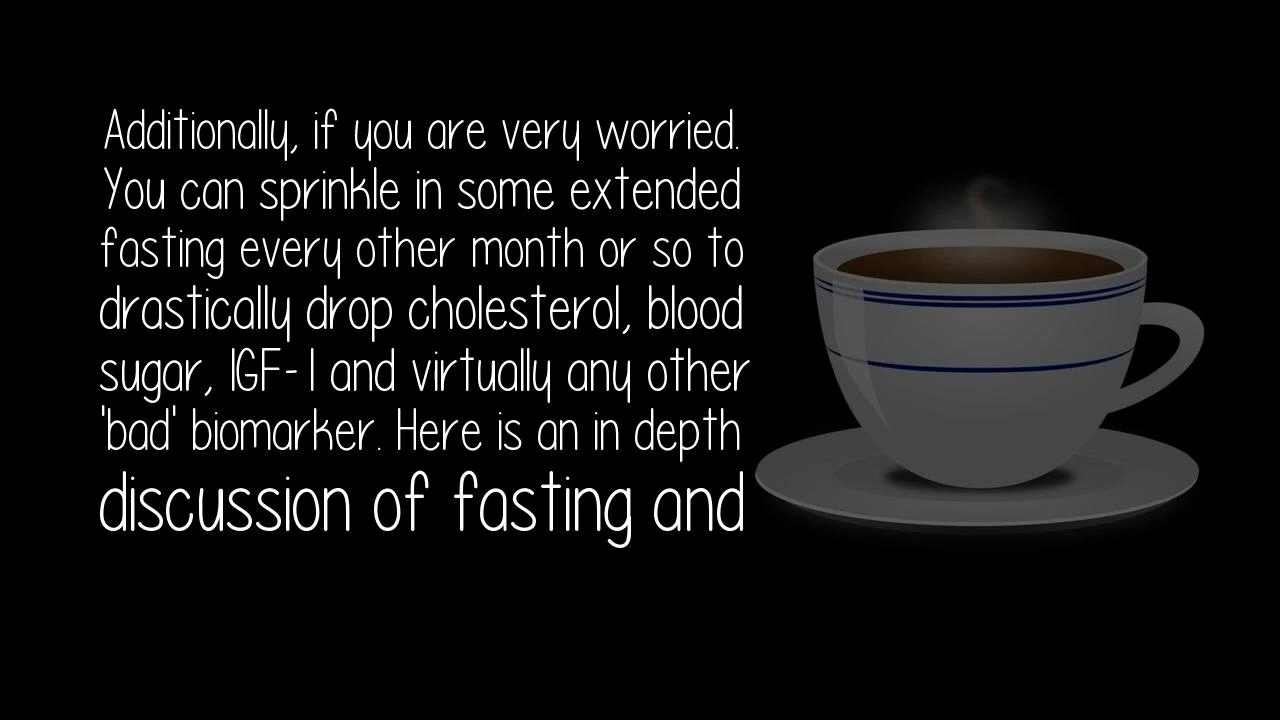 Additionally, if you are very worried.
You can sprinkle in some extended
fasting every other month or so to
drastically drop cholesterol, blood
sugar, IGF-1 and virtually any other
'bad' biomarker. Here is an in depth
discussion of fasting and